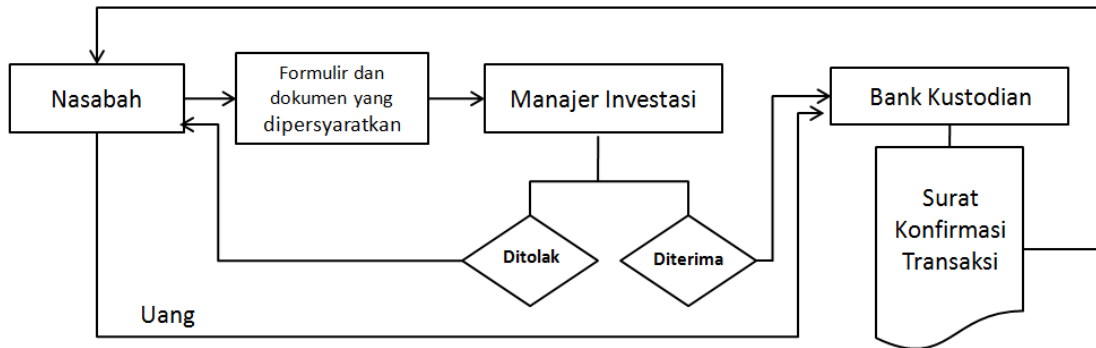 Nasabah
Formulir dan
dokumen yang
dipersyaratkan
Manajer Investasi
Bank Kustodian
Surat
Konfirmasi
Transaksi
Ditolak
Diterima
Uang